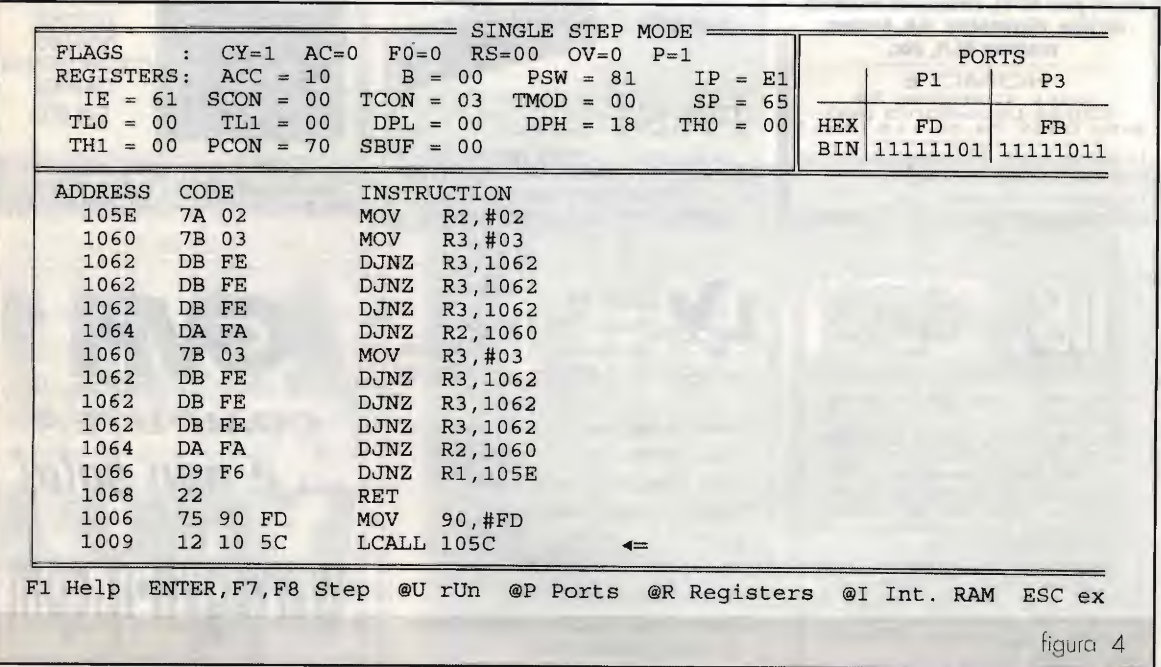 SINGLE STEP MODE
FLAGS : CY=1 AC=0 F0=0 RS=00 OV=0 P=1
REGISTERS: ACC = 10 B = 00 PSW = 81 IP = E1
IE = 61 SCON = 00 TCON = 03 TMOD = 00 SP = 65
TL0 = 00 TL1 = 00 DPL = 00 DPH = 18 TH0 = 00
TH1 = 00 PCON = 70 SBUF = 00
PORTS
P1 P3
HEX FD FB
BIN 11111101 11111011
ADDRESS CODE INSTRUCTION
105E 7A 02 MOV R2,#02
1060 7B 03 MOV R3,#03
1062 DB FE DJNZ R3,1062
1062 DB FE DJNZ R3,1062
1062 DB FE DJNZ R3,1062
1064 DA FA DJNZ R2,1060
1060 7B 03 MOV R3,#03
1062 DB FE DJNZ R3,1062
1062 DB FE DJNZ R3,1062
1062 DB FE DJNZ R3,1062
1064 DA FA DJNZ R2,1060
1066 D9 F6 DJNZ R1,105E
1068 22 RET
1006 75 90 FD MOV 90,#FD
1009 12 10 5C LCALL 105C
F1 Help ENTER,F7,F8 Step @U rUn @P Ports @R Registers @I Int. RAM ESC ex
figura 4